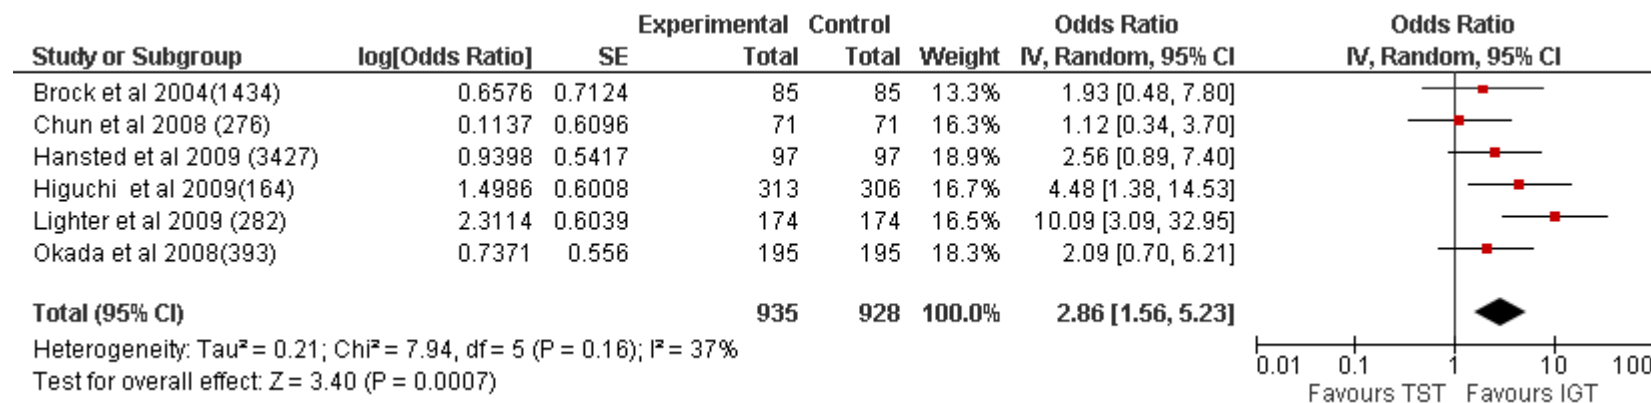 Experimental Control Odds Ratio Odds Ratio
Study or Subgroup log[Odds Ratio] SE Total Total Weight IV, Random, 95% CI IV, Random, 95% CI
Brock et al 2004(1434) 0.6576 0.7124 85 85 13.3% 1.93 [0.48, 7.80]
Chun et al 2008 (276) 0.1137 0.6096 71 71 16.3% 1.12 [0.34, 3.70]
Hansted et al 2009 (3427) 0.9398 0.5417 97 97 18.9% 2.56 [0.89, 7.40]
Higuchi et al 2009(164) 1.4986 0.6008 313 306 16.7% 4.48 [1.38, 14.53]
Lighter et al 2009 (282) 2.3114 0.6039 174 174 16.5% 10.09 [3.09, 32.95]
Okada et al 2008(393) 0.7371 0.556 195 195 18.3% 2.09 [0.70, 6.21]
Total (95% CI) 935 928 100.0% 2.86 [1.56, 5.23]
Heterogeneity: Tau² = 0.21; Chi² = 7.94, df = 5 (P = 0.16); I² = 37%
Test for overall effect: Z = 3.40 (P = 0.0007)
0.01 0.1 1 10 100
Favours TST Favours IGT